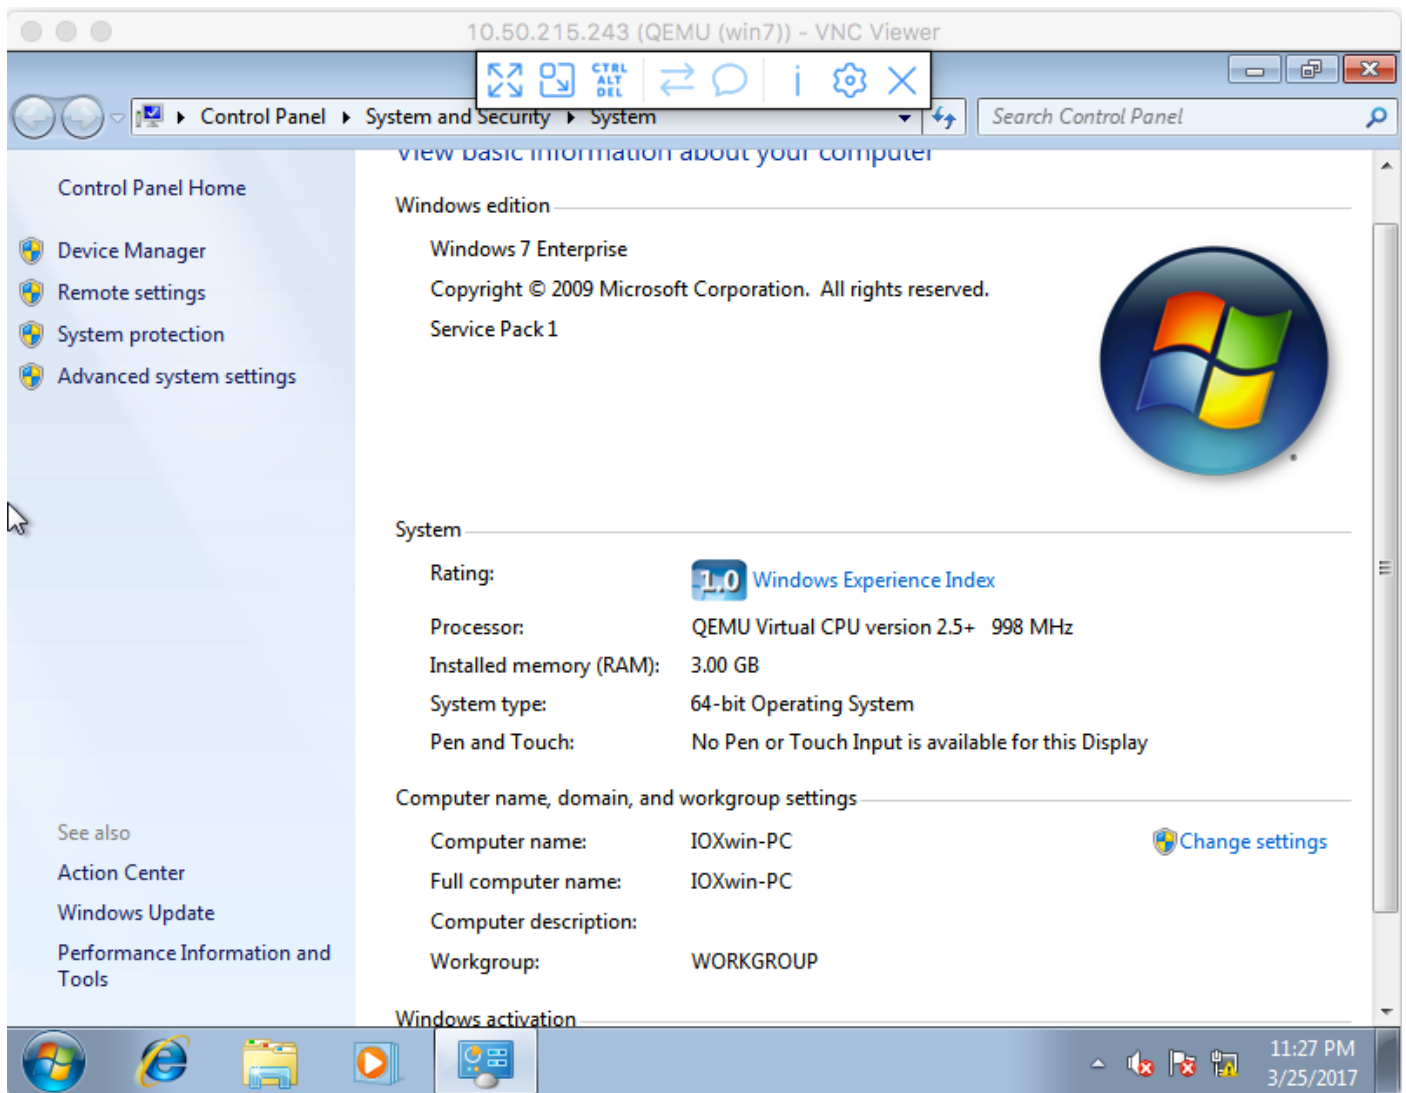 10.50.215.243 (QEMU (win7)) - VNC Viewer
CTRL
ALT
DEL
Control Panel System and Security System
Search Control Panel
View basic information about your computer
Control Panel Home
Device Manager
Remote settings
System protection
Advanced system settings
See also
Action Center
Windows Update
Performance Information and
Tools
Windows edition
Windows 7 Enterprise
Copyright © 2009 Microsoft Corporation. All rights reserved.
Service Pack 1
System
Rating: 1.0 Windows Experience Index
Processor: QEMU Virtual CPU version 2.5+ 998 MHz
Installed memory (RAM): 3.00 GB
System type: 64-bit Operating System
Pen and Touch: No Pen or Touch Input is available for this Display
Computer name, domain, and workgroup settings
Computer name: IOXwin-PC Change settings
Full computer name: IOXwin-PC
Computer description:
Workgroup: WORKGROUP
Windows activation
11:27 PM
3/25/2017